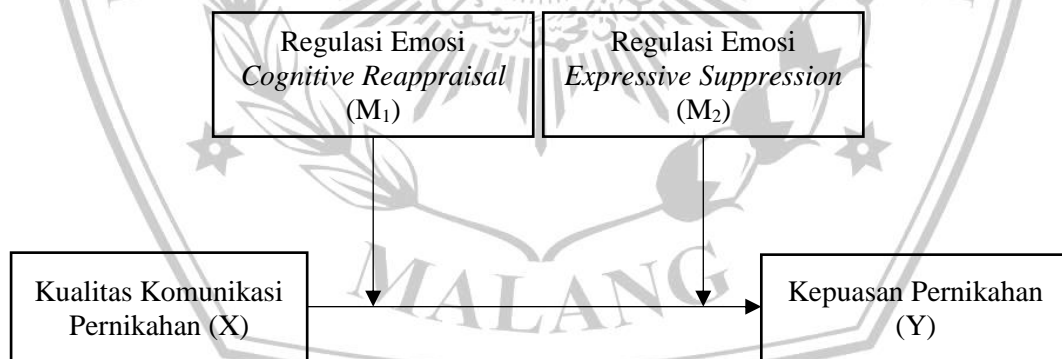 Regulasi Emosi
Cognitive Reappraisal
(M₁)
Regulasi Emosi
Expressive Suppression
(M₂)
Kualitas Komunikasi
Pernikahan (X)
Kepuasan Pernikahan
(Y)
MALANG